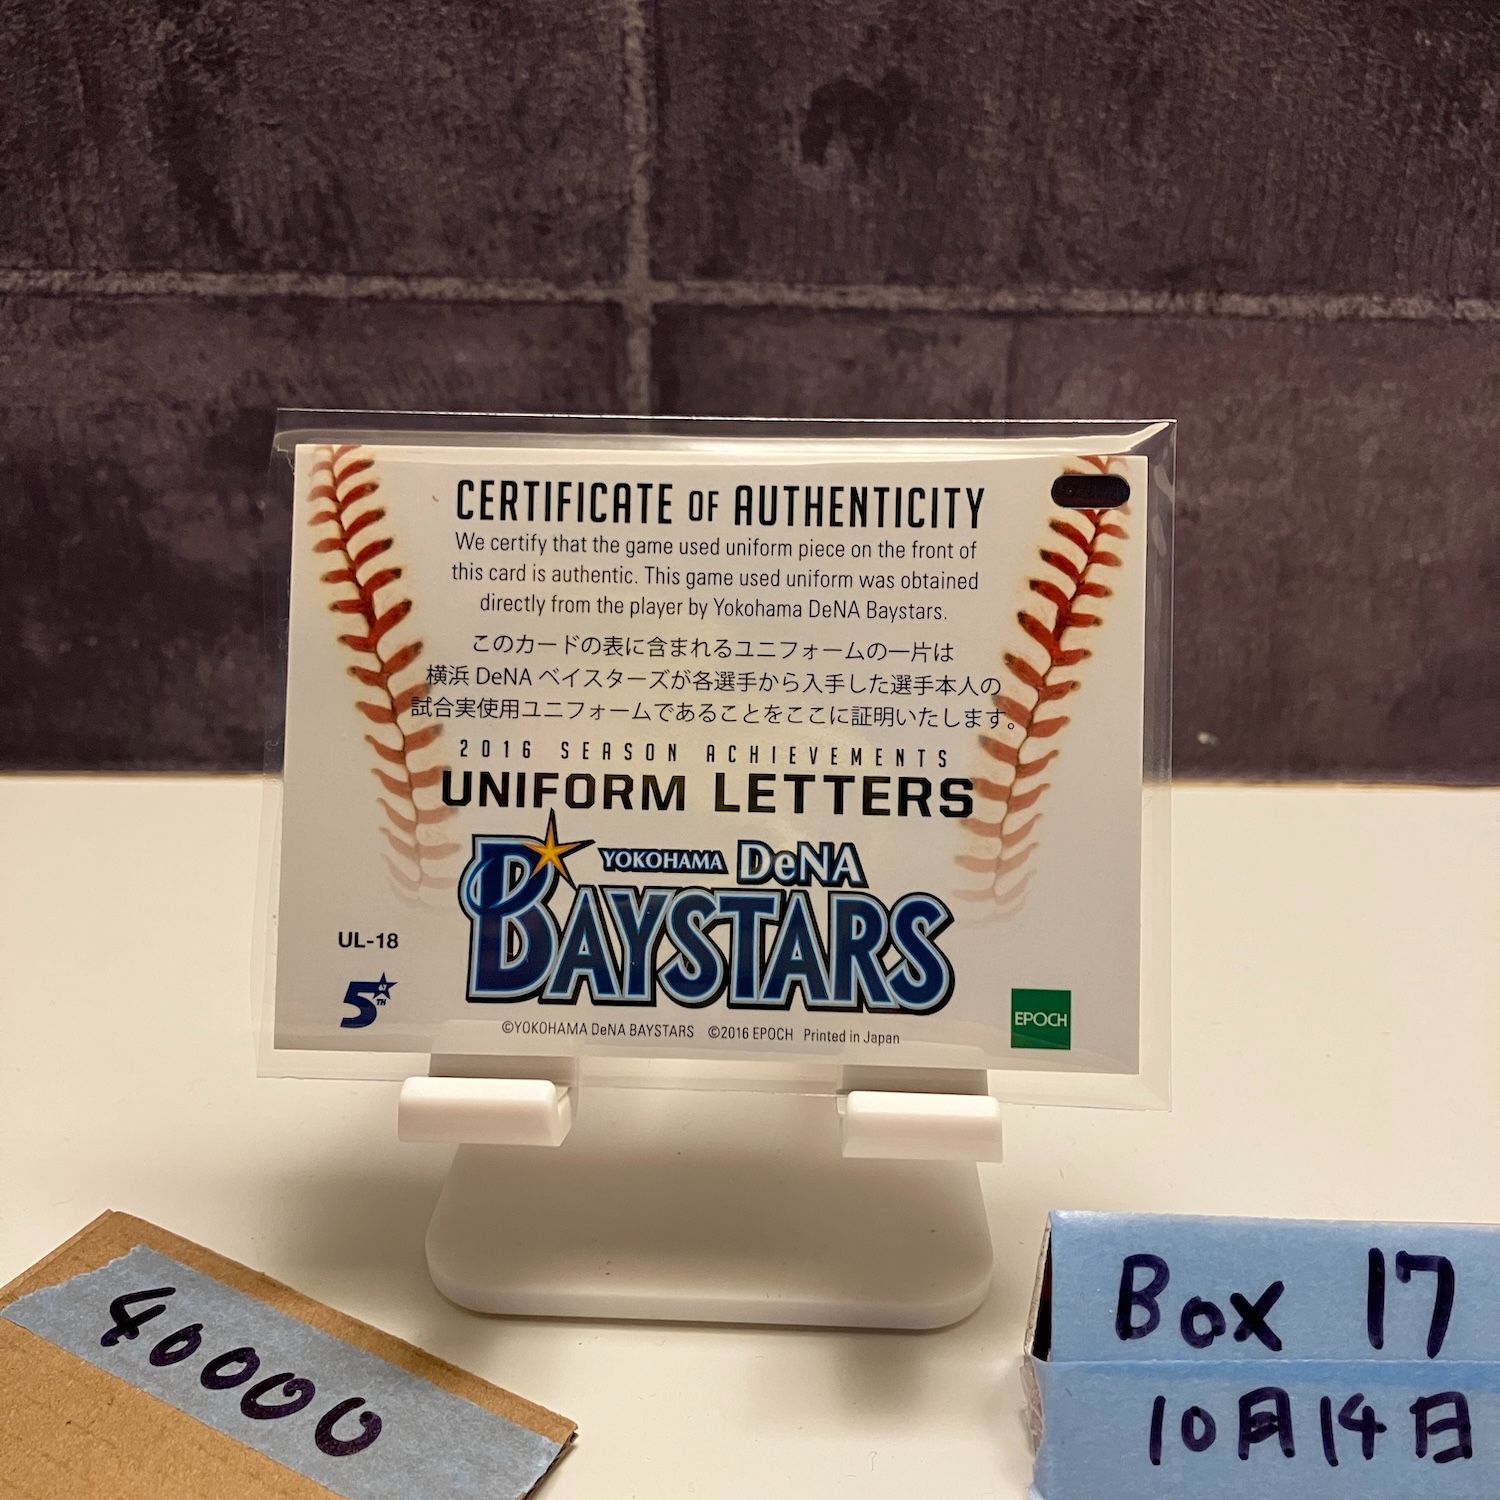 CERTIFICATE OF AUTHENTICITY
We certify that the game used uniform piece on the front of
this card is authentic. This game used uniform was obtained
directly from the player by Yokohama DeNA Baystars.
このカードの表に含まれるユニフォームの一片は
横浜 DeNA ベイスターズが各選手から入手した選手本人の
試合実使用ユニフォームであることをここに証明いたします。
2016 SEASON ACHIEVEMENTS
UNIFORM LETTERS
YOKOHAMA DeNA
BAYSTARS
UL-18
5TH
EPOCH
©YOKOHAMA DeNA BAYSTARS ©2016 EPOCH Printed in Japan
40000
Box 17
10月14日